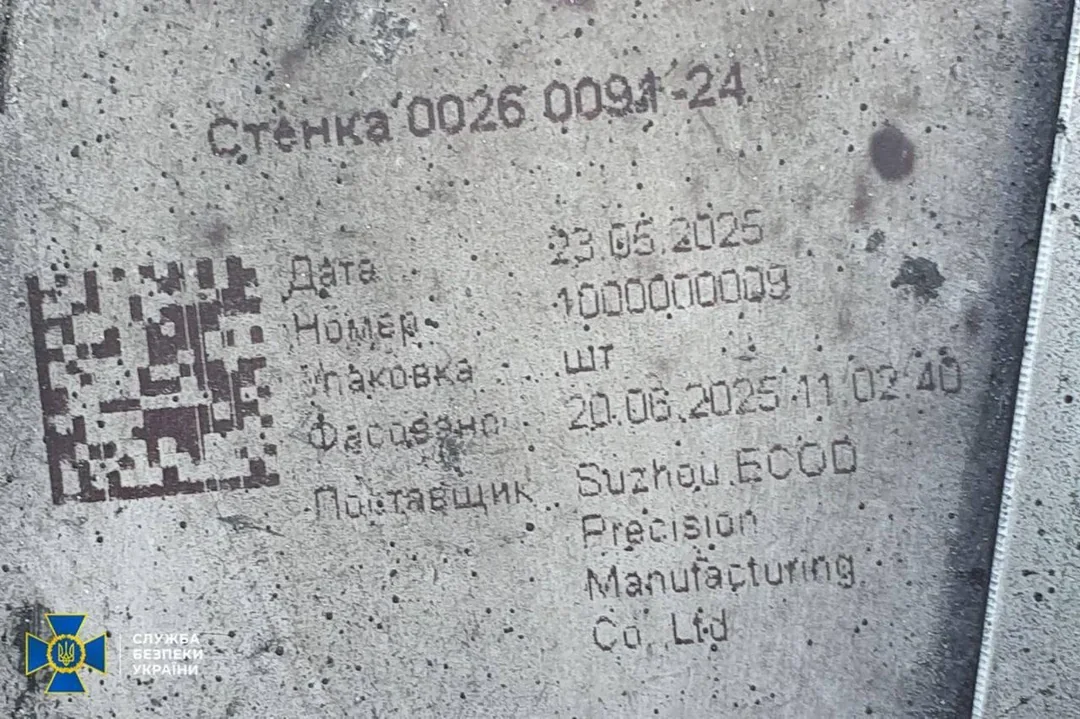 Стенка 0026 0091-24
Дата 23.05.2025
Номер 1000000009
Упаковка шт
Фасовано 20.06.2025 11 02 40
Поставщик Suzhou ECOD
Precision
Manufacturing
Co., Ltd
СЛУЖБА
БЕЗПЕКИ
УКРАЇНИ